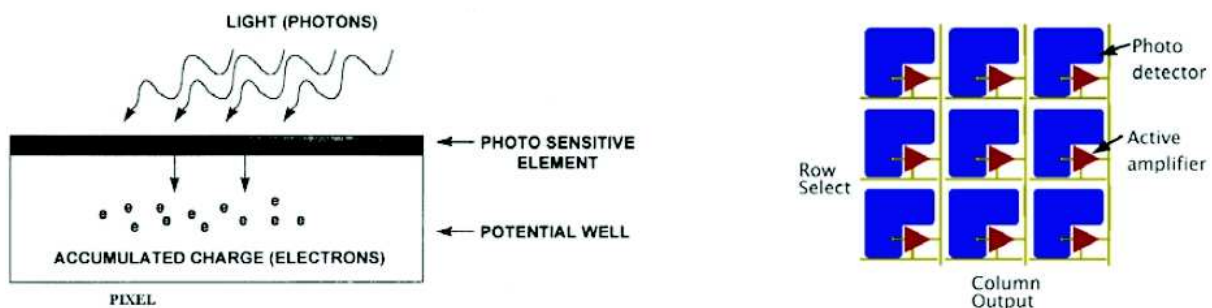 LIGHT (PHOTONS)
PHOTO SENSITIVE
ELEMENT
e e e e e e e e e e e
POTENTIAL WELL
ACCUMULATED CHARGE (ELECTRONS)
PIXEL
Photo
detector
Active
amplifier
Row
Select
Column
Output